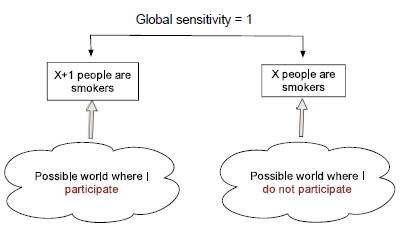 Global sensitivity = 1
X+1 people are
smokers
X people are
smokers
Possible world where I
participate
Possible world where I
do not participate